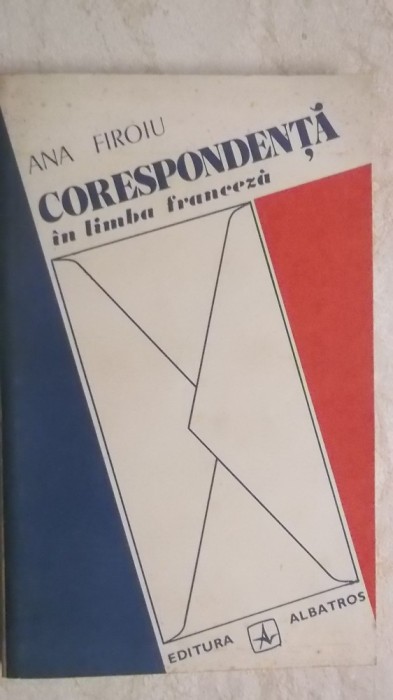 ANA FIROIU
CORESPONDENȚĂ
în limba franceză
EDITURA ALBATROS